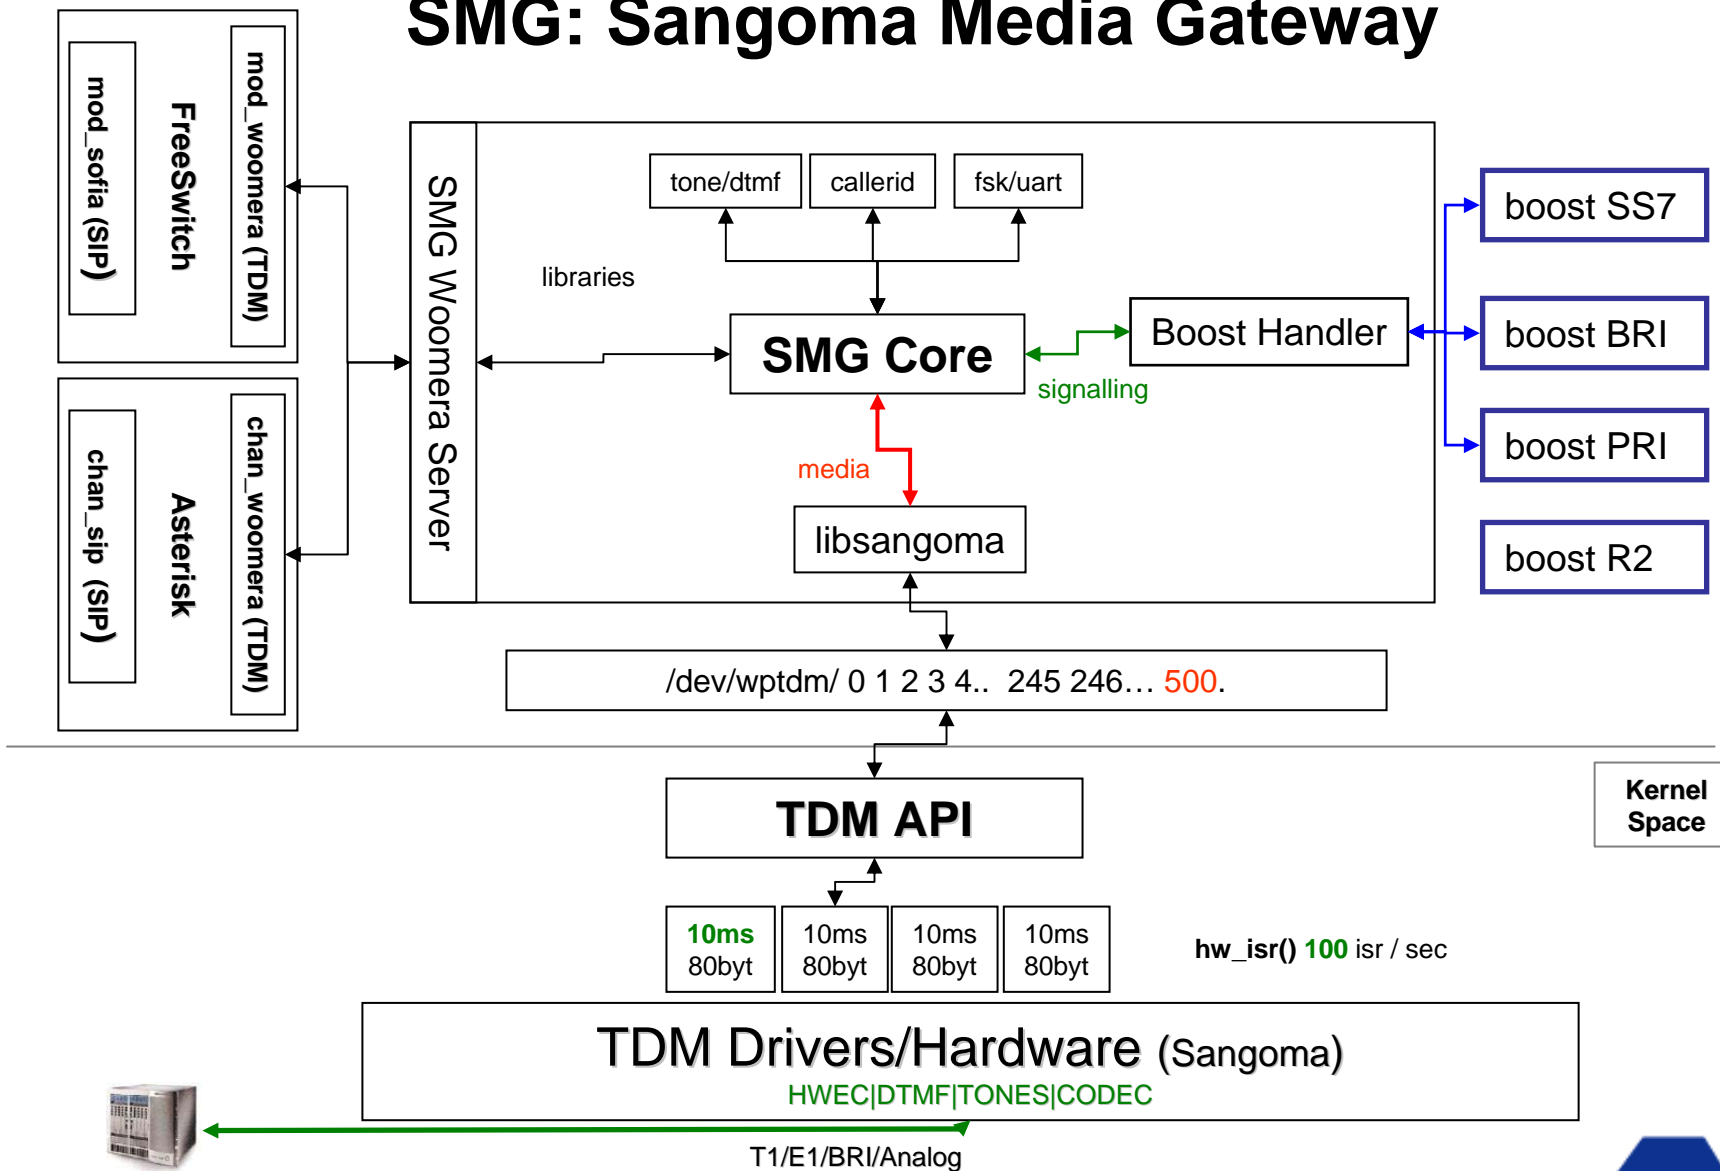 SMG: Sangoma Media Gateway
mod_sofia (SIP)
FreeSwitch
mod_woomera (TDM)
chan_sip (SIP)
Asterisk
chan_woomera (TDM)
SMG Woomera Server
tone/dtmf
callerid
fsk/uart
libraries
SMG Core
Boost Handler
signalling
media
libsangoma
boost SS7
boost BRI
boost PRI
boost R2
/dev/wptdm/ 0 1 2 3 4.. 245 246… 500.
Kernel
Space
TDM API
10ms
80byt
10ms
80byt
10ms
80byt
10ms
80byt
hw_isr() 100 isr / sec
TDM Drivers/Hardware (Sangoma)
HWEC|DTMF|TONES|CODEC
T1/E1/BRI/Analog